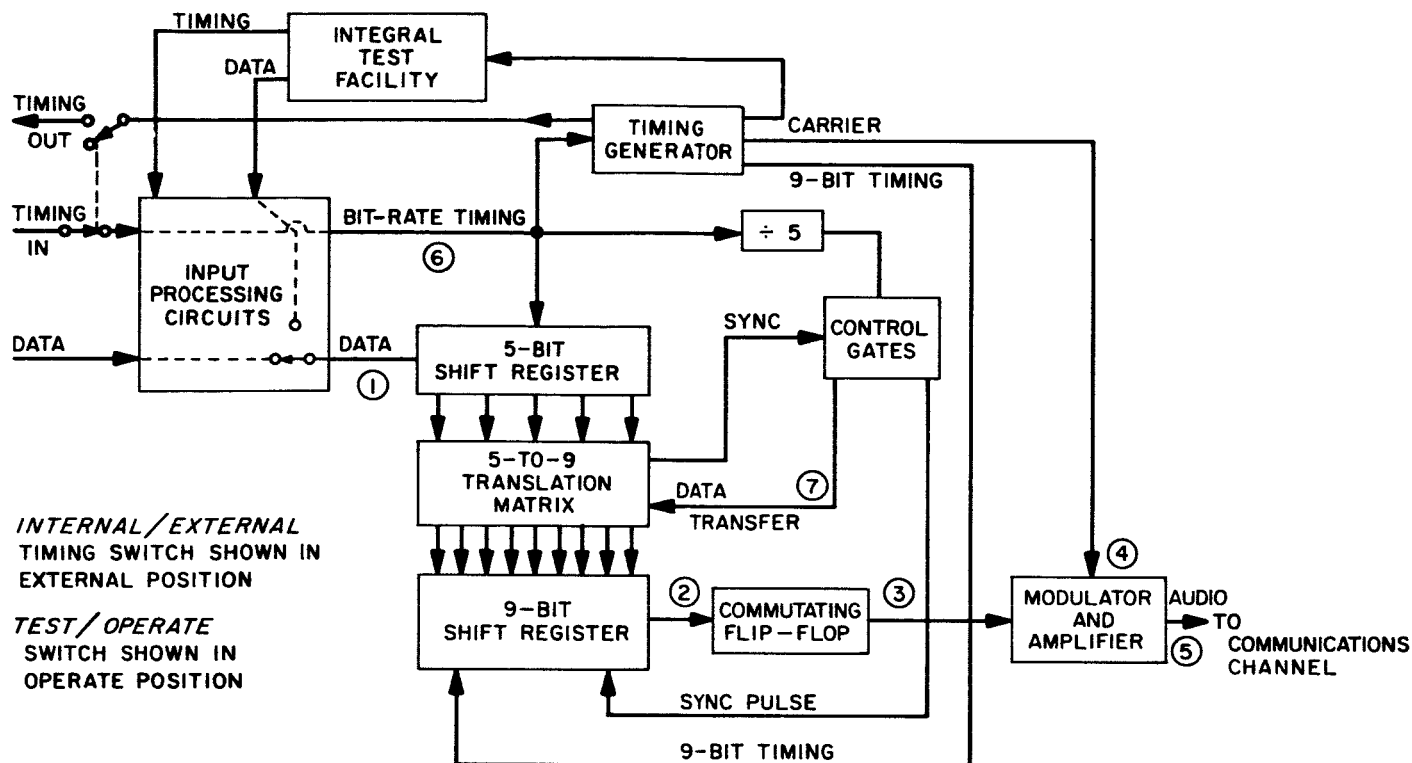 TIMING
INTEGRAL
TEST
FACILITY
DATA
TIMING
OUT
TIMING
GENERATOR
CARRIER
9-BIT TIMING
TIMING
IN
BIT-RATE TIMING
⑥
÷ 5
INPUT
PROCESSING
CIRCUITS
DATA
DATA
①
5-BIT
SHIFT REGISTER
SYNC
CONTROL
GATES
5-TO-9
TRANSLATION
MATRIX
DATA
TRANSFER
⑦
INTERNAL/EXTERNAL
TIMING SWITCH SHOWN IN
EXTERNAL POSITION
TEST/OPERATE
SWITCH SHOWN IN
OPERATE POSITION
9-BIT
SHIFT REGISTER
②
COMMUTATING
FLIP-FLOP
③
④
MODULATOR
AND
AMPLIFIER
AUDIO
TO
COMMUNICATIONS
CHANNEL
⑤
SYNC PULSE
9-BIT TIMING